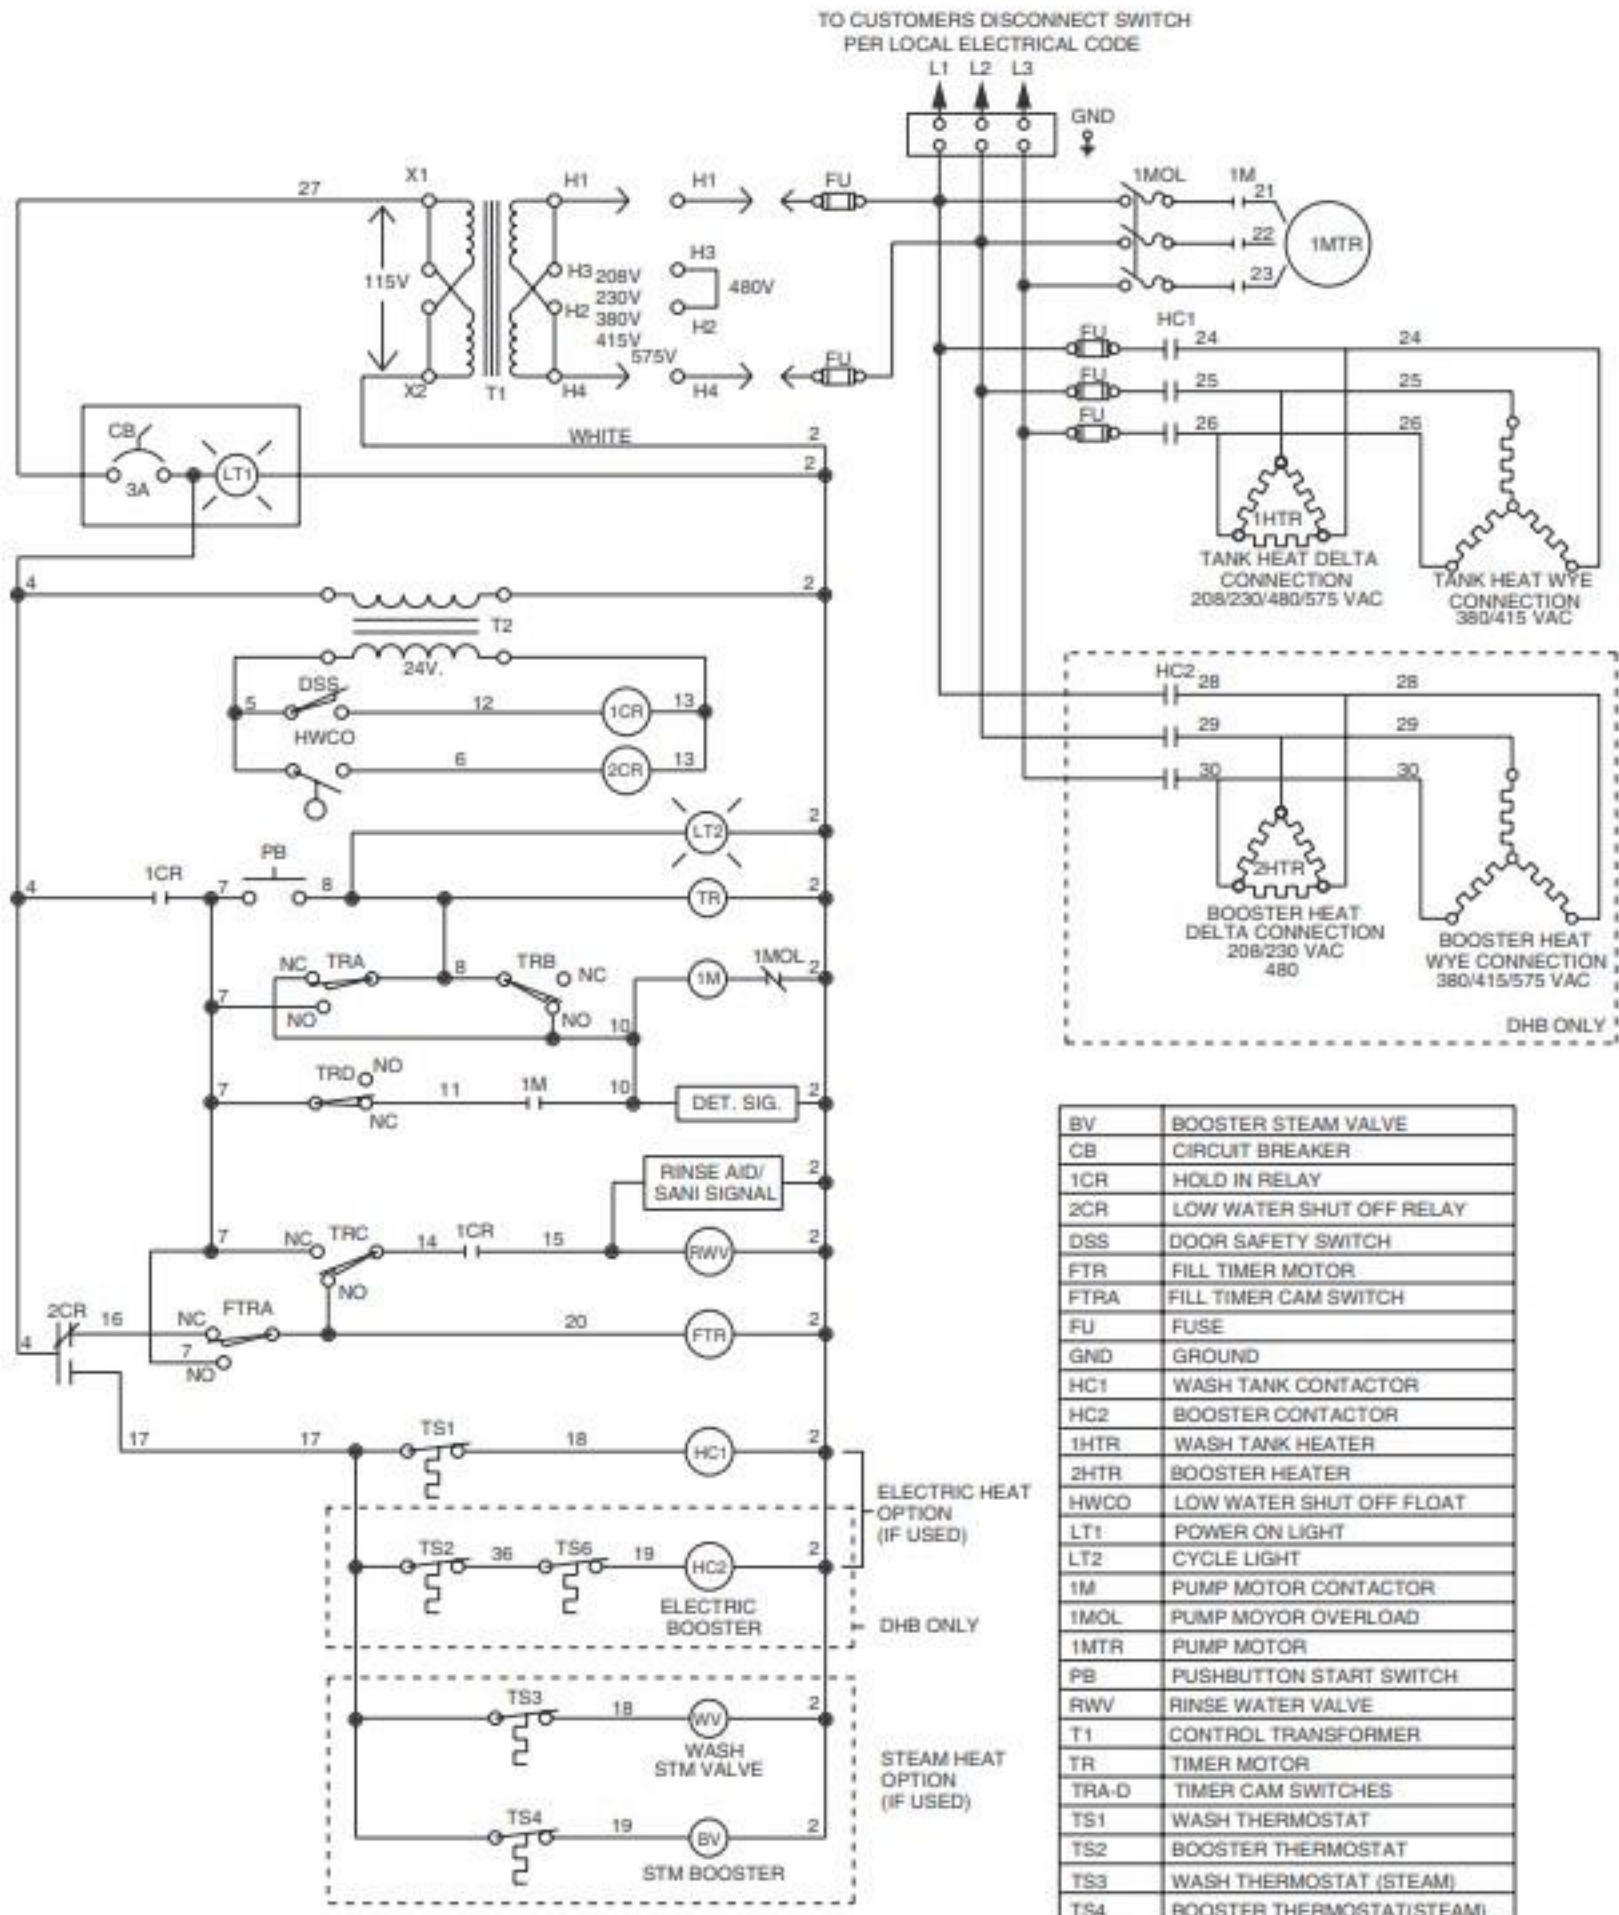 TO CUSTOMERS DISCONNECT SWITCH
PER LOCAL ELECTRICAL CODE
L1 L2 L3
GND
27
X1
H1
H1
FU
1MOL
1M
21
22
23
1MTR
115V
H3
H2
208V
230V
380V
415V
575V
H3
480V
H2
X2
T1
H4
H4
FU
HC1
FU
24
24
FU
25
25
FU
26
26
CB
3A
LT1
WHITE
2
2
1HTR
TANK HEAT DELTA
CONNECTION
208/230/480/575 VAC
TANK HEAT WYE
CONNECTION
380/415 VAC
4
2
T2
24V.
DSS
5
12
1CR
13
HWCO
6
2CR
13
HC2
28
28
29
29
30
30
2HTR
BOOSTER HEAT
DELTA CONNECTION
208/230 VAC
480
BOOSTER HEAT
WYE CONNECTION
380/415/575 VAC
DHB ONLY
LT2
2
4
1CR
7
PB
8
TR
2
NC
TRA
8
TRB
NC
1M
1MOL
2
7
NO
NO
10
TRD
NO
7
NC
11
1M
10
DET. SIG.
2
RINSE AID/
SANI SIGNAL
2
7
NC
TRC
14
1CR
15
RWV
2
NO
2CR
16
NC
FTRA
20
FTR
2
4
7
NO
17
17
TS1
18
HC1
2
ELECTRIC HEAT
OPTION
(IF USED)
TS2
36
TS6
19
HC2
2
ELECTRIC
BOOSTER
DHB ONLY
TS3
18
WV
2
WASH
STM VALVE
STEAM HEAT
OPTION
(IF USED)
TS4
19
BV
2
STM BOOSTER
BV BOOSTER STEAM VALVE
CB CIRCUIT BREAKER
1CR HOLD IN RELAY
2CR LOW WATER SHUT OFF RELAY
DSS DOOR SAFETY SWITCH
FTR FILL TIMER MOTOR
FTRA FILL TIMER CAM SWITCH
FU FUSE
GND GROUND
HC1 WASH TANK CONTACTOR
HC2 BOOSTER CONTACTOR
1HTR WASH TANK HEATER
2HTR BOOSTER HEATER
HWCO LOW WATER SHUT OFF FLOAT
LT1 POWER ON LIGHT
LT2 CYCLE LIGHT
1M PUMP MOTOR CONTACTOR
1MOL PUMP MOYOR OVERLOAD
1MTR PUMP MOTOR
PB PUSHBUTTON START SWITCH
RWV RINSE WATER VALVE
T1 CONTROL TRANSFORMER
TR TIMER MOTOR
TRA-D TIMER CAM SWITCHES
TS1 WASH THERMOSTAT
TS2 BOOSTER THERMOSTAT
TS3 WASH THERMOSTAT (STEAM)
TS4 BOOSTER THERMOSTAT(STEAM)